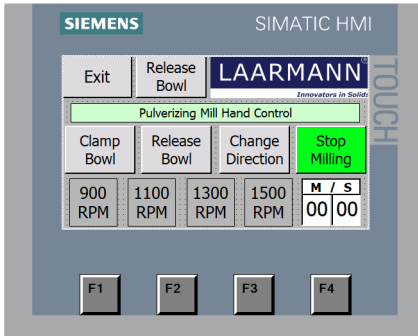 SIEMENS
SIMATIC HMI
TOUCH
Exit
Release
Bowl
LAARMANN®
Innovators in Solids
Pulverizing Mill Hand Control
Clamp
Bowl
Release
Bowl
Change
Direction
Stop
Milling
900
RPM
1100
RPM
1300
RPM
1500
RPM
M / S
00 00
F1
F2
F3
F4